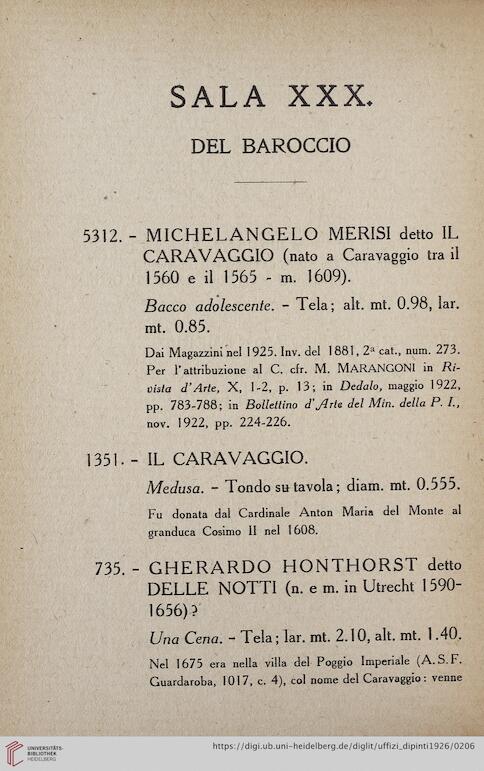 SALA XXX.
DEL BAROCCIO
5312. - MICHELANGELO MERISI detto IL
CARAVAGGIO (nato a Caravaggio tra il
1560 e il 1565 - m. 1609).
Bacco adolescente. - Tela; alt. mt. 0.98, lar.
mt. 0.85.
Dai Magazzini nel 1925. Inv. del 1881, 2ª cat., num. 273.
Per l'attribuzione al C. cfr. M. MARANGONI in Ri-
vista d'Arte, X, 1-2, p. 13; in Dedalo, maggio 1922,
pp. 783-788; in Bollettino d'Arte del Min. della P. I.,
nov. 1922, pp. 224-226.
1351. - IL CARAVAGGIO.
Medusa. - Tondo su tavola; diam. mt. 0.555.
Fu donata dal Cardinale Anton Maria del Monte al
granduca Cosimo II nel 1608.
735. - GHERARDO HONTHORST detto
DELLE NOTTI (n. e m. in Utrecht 1590-
1656)?
Una Cena. - Tela; lar. mt. 2.10, alt. mt. 1.40.
Nel 1675 era nella villa del Poggio Imperiale (A. S. F.
Guardaroba, 1017, c. 4), col nome del Caravaggio: venne
UNIVERSITÄTS-
BIBLIOTHEK
HEIDELBERG
https://digi.ub.uni-heidelberg.de/diglit/uffizi_dipinti1926/0206